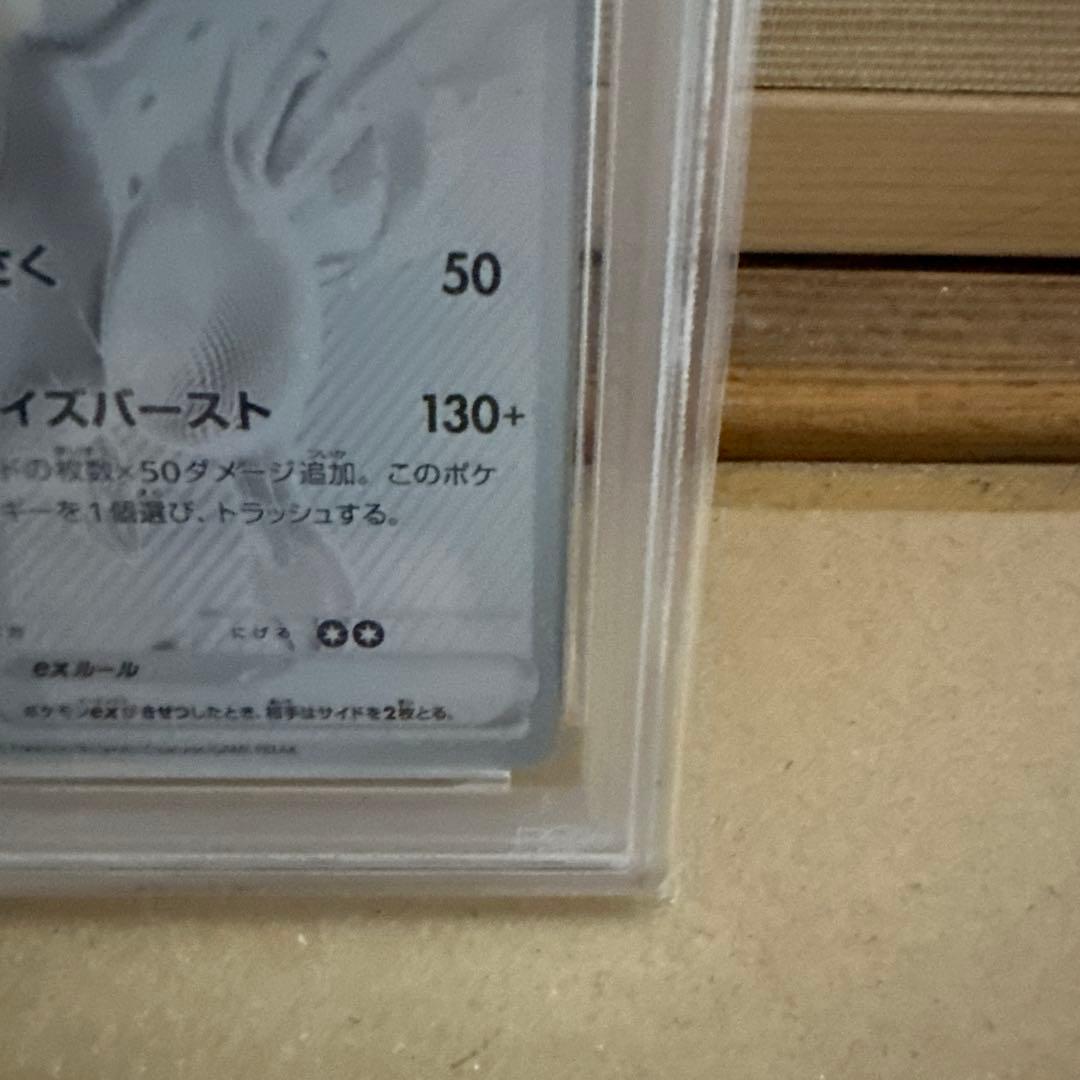 さく 50
イズバースト 130+
ドの枚数×50ダメージ追加。このポケ
ギーを1個選び、トラッシュする。
にげる
exルール
ポケモンexがきぜつしたとき、相手はサイドを2枚とる。